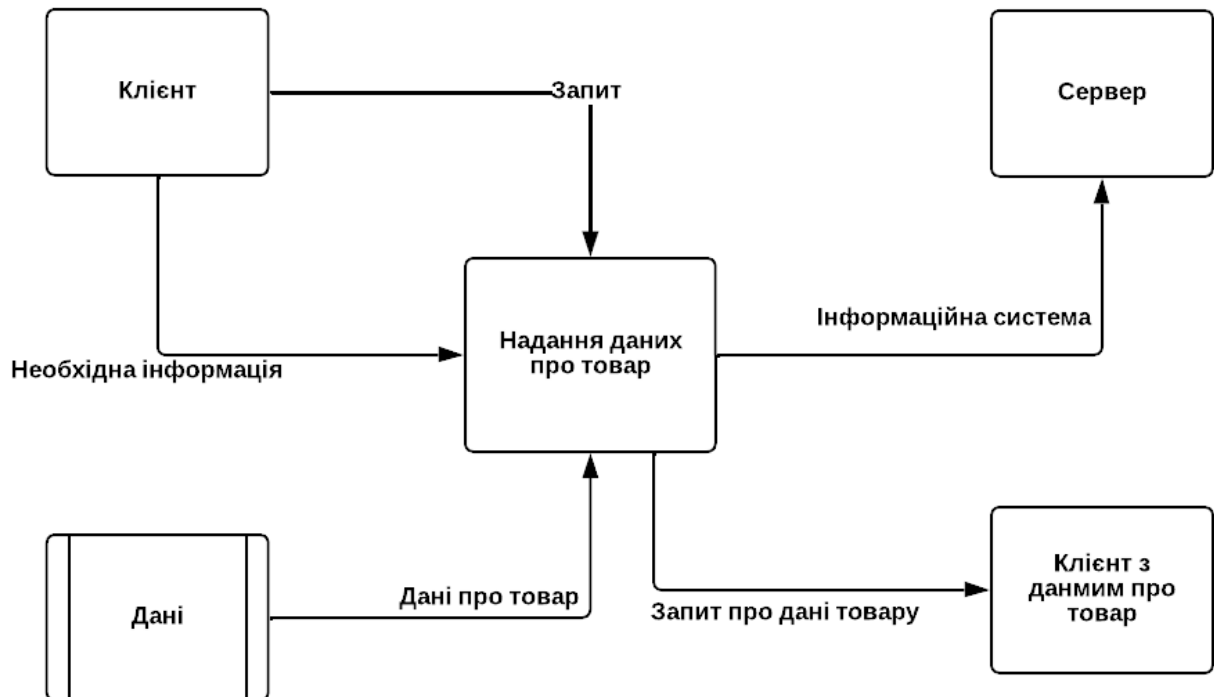 Клієнт
Запит
Сервер
Інформаційна система
Надання даних
про товар
Необхідна інформація
Клієнт з
данмим про
товар
Дані про товар
Дані
Запит про дані товару